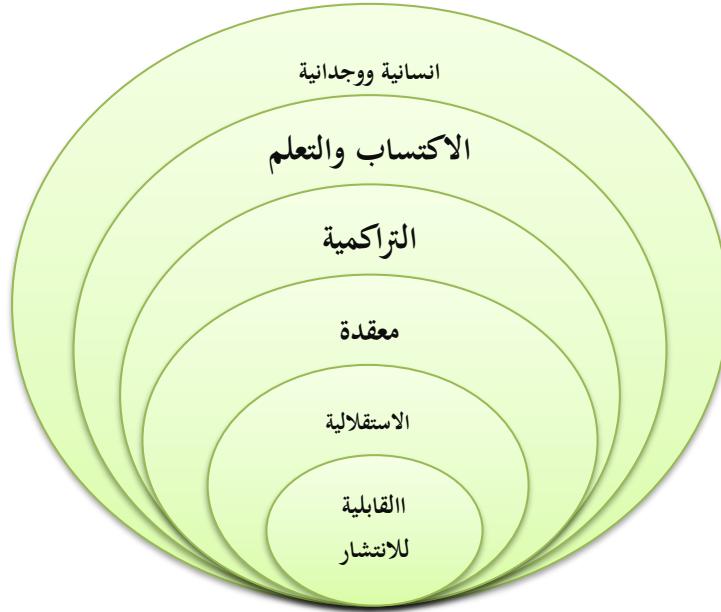 انسانية ووجدانية
الاكتساب والتعلم
التراكمية
معقدة
الاستقلالية
االقابلية
للانتشار